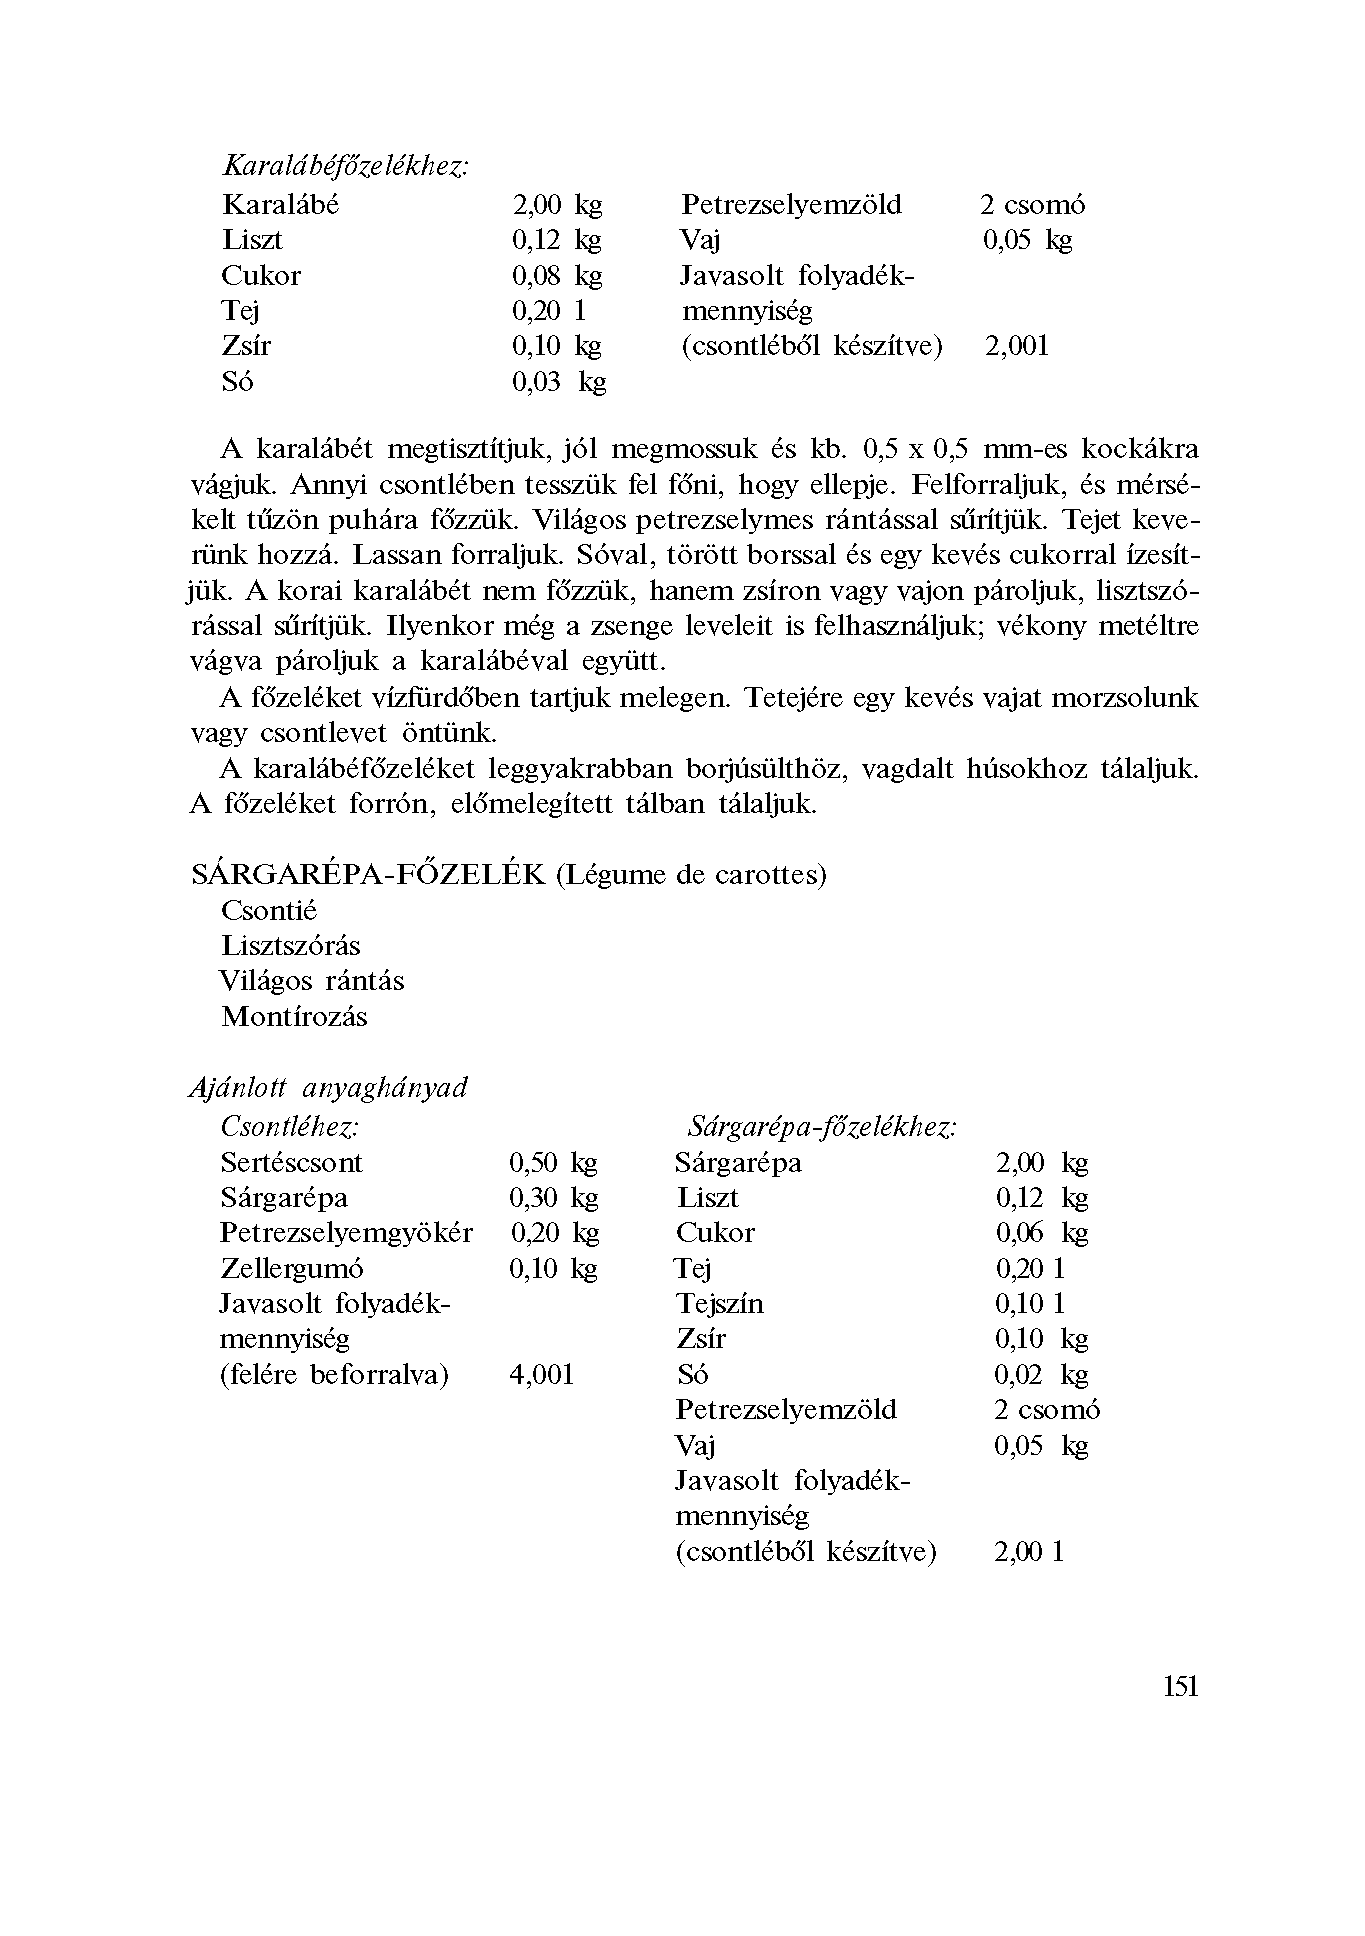 Karalábéfőzelékhez:
Karalábé 2,00 kg Petrezselyemzöld 2 csomó
Liszt 0,12 kg Vaj 0,05 kg
Cukor 0,08 kg Javasolt folyadék-
Tej 0,20 1 mennyiség
Zsír 0,10 kg (csontléből készítve) 2,001
Só 0,03 kg
A karalábét megtisztítjuk, jól megmossuk és kb. 0,5 x 0,5 mm-es kockákra
vágjuk. Annyi csontlében tesszük fel főni, hogy ellepje. Felforraljuk, és mérsé-
kelt tűzön puhára főzzük. Világos petrezselymes rántással sűrítjük. Tejet keve-
rünk hozzá. Lassan forraljuk. Sóval, törött borssal és egy kevés cukorral ízesít-
jük. A korai karalábét nem főzzük, hanem zsíron vagy vajon pároljuk, lisztszó-
rással sűrítjük. Ilyenkor még a zsenge leveleit is felhasználjuk; vékony metéltre
vágva pároljuk a karalábéval együtt.
A főzeléket vízfürdőben tartjuk melegen. Tetejére egy kevés vajat morzsolunk
vagy csontlevet öntünk.
A karalábéfőzeléket leggyakrabban borjúsülthöz, vagdalt húsokhoz tálaljuk.
A főzeléket forrón, előmelegített tálban tálaljuk.
SÁRGARÉPA-FŐZELÉK (Légume de carottes)
Csontié
Lisztszórás
Világos rántás
Montírozás
Ajánlott anyaghányad
Csontléhez: Sárgarépa-főzelékhez:
Sertéscsont 0,50 kg Sárgarépa 2,00 kg
Sárgarépa 0,30 kg Liszt 0,12 kg
Petrezselyemgyökér 0,20 kg Cukor 0,06 kg
Zellergumó 0,10 kg Tej 0,20 1
Javasolt folyadék- Tejszín 0,10 1
mennyiség Zsír 0,10 kg
(felére beforralva) 4,001 Só 0,02 kg
Petrezselyemzöld 2 csomó
Vaj 0,05 kg
Javasolt folyadék-
mennyiség
(csontléből készítve) 2,00 1
151